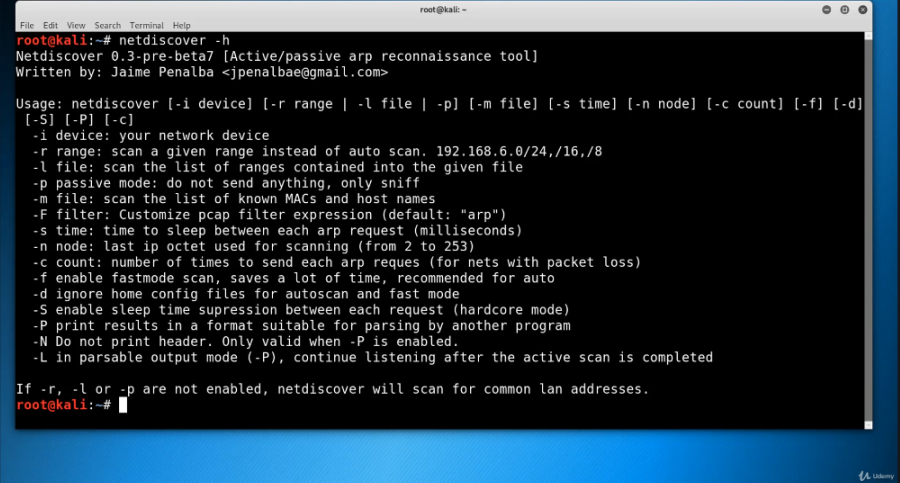 root@kali: ~
File Edit View Search Terminal Help
root@kali:~# netdiscover -h
Netdiscover 0.3-pre-beta7 [Active/passive arp reconnaissance tool]
Written by: Jaime Penalba <jpenalbae@gmail.com>
Usage: netdiscover [-i device] [-r range | -l file | -p] [-m file] [-s time] [-n node] [-c count] [-f] [-d]
[-S] [-P] [-c]
-i device: your network device
-r range: scan a given range instead of auto scan. 192.168.6.0/24,/16,/8
-l file: scan the list of ranges contained into the given file
-p passive mode: do not send anything, only sniff
-m file: scan the list of known MACs and host names
-F filter: Customize pcap filter expression (default: "arp")
-s time: time to sleep between each arp request (milliseconds)
-n node: last ip octet used for scanning (from 2 to 253)
-c count: number of times to send each arp reques (for nets with packet loss)
-f enable fastmode scan, saves a lot of time, recommended for auto
-d ignore home config files for autoscan and fast mode
-S enable sleep time supression between each request (hardcore mode)
-P print results in a format suitable for parsing by another program
-N Do not print header. Only valid when -P is enabled.
-L in parsable output mode (-P), continue listening after the active scan is completed
If -r, -l or -p are not enabled, netdiscover will scan for common lan addresses.
root@kali:~#
Udemy